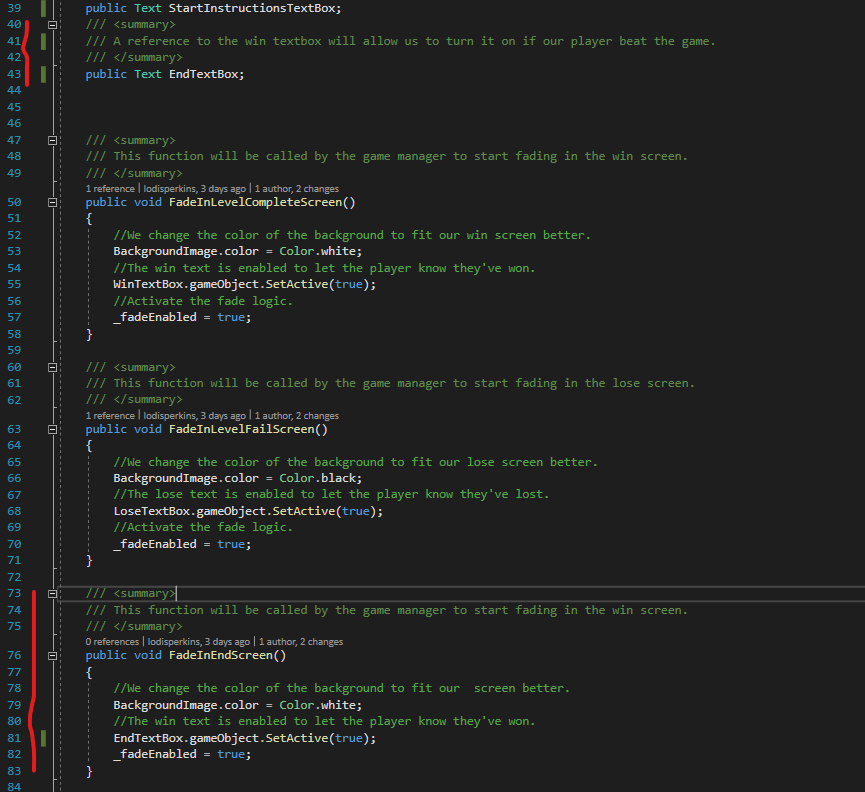 39 public Text StartInstructionsTextBox;
40 /// <summary>
41 /// A reference to the win textbox will allow us to turn it on if our player beat the game.
42 /// </summary>
43 public Text EndTextBox;
44
45
46
47 /// <summary>
48 /// This function will be called by the game manager to start fading in the win screen.
49 /// </summary>
1 reference | lodisperkins, 3 days ago | 1 author, 2 changes
50 public void FadeInLevelCompleteScreen()
51 {
52 //We change the color of the background to fit our win screen better.
53 BackgroundImage.color = Color.white;
54 //The win text is enabled to let the player know they've won.
55 WinTextBox.gameObject.SetActive(true);
56 //Activate the fade logic.
57 _fadeEnabled = true;
58 }
59
60 /// <summary>
61 /// This function will be called by the game manager to start fading in the lose screen.
62 /// </summary>
1 reference | lodisperkins, 3 days ago | 1 author, 2 changes
63 public void FadeInLevelFailScreen()
64 {
65 //We change the color of the background to fit our lose screen better.
66 BackgroundImage.color = Color.black;
67 //The lose text is enabled to let the player know they've lost.
68 LoseTextBox.gameObject.SetActive(true);
69 //Activate the fade logic.
70 _fadeEnabled = true;
71 }
72
73 /// <summary>
74 /// This function will be called by the game manager to start fading in the win screen.
75 /// </summary>
0 references | lodisperkins, 3 days ago | 1 author, 2 changes
76 public void FadeInEndScreen()
77 {
78 //We change the color of the background to fit our  screen better.
79 BackgroundImage.color = Color.white;
80 //The win text is enabled to let the player know they've won.
81 EndTextBox.gameObject.SetActive(true);
82 _fadeEnabled = true;
83 }
84